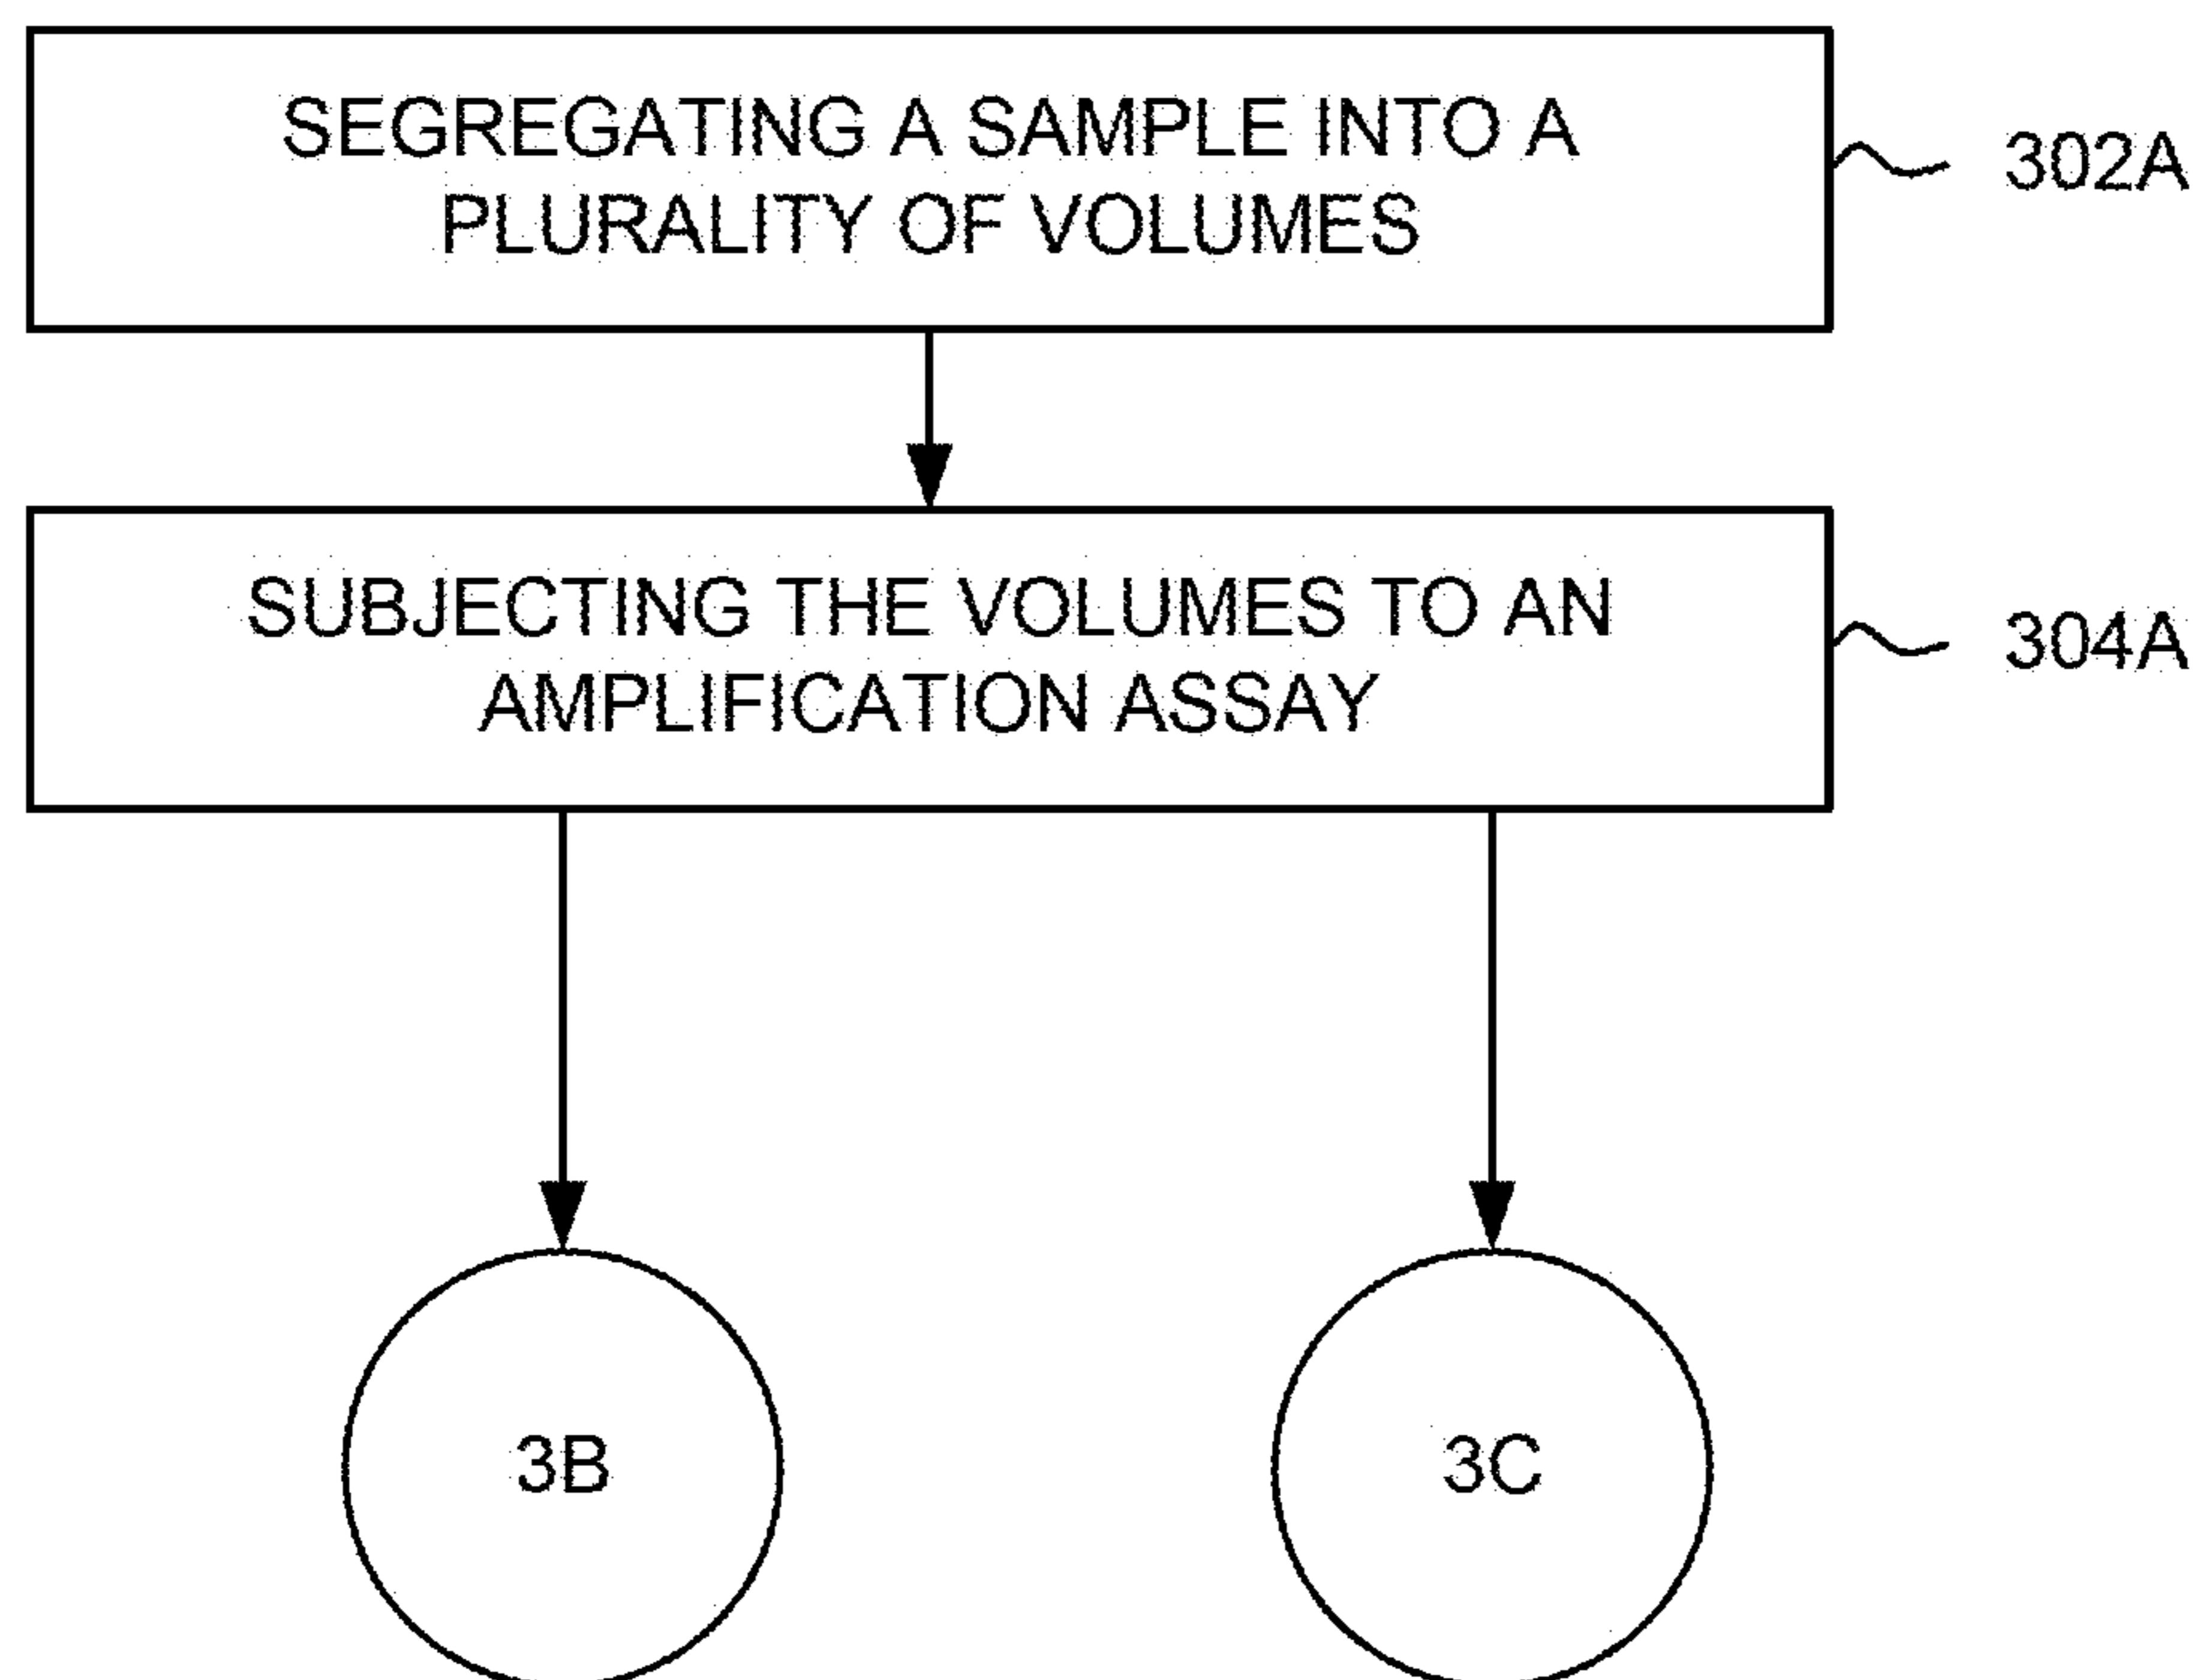 SEGREGATING A SAMPLE INTO A
PLURALITY OF VOLUMES
302A
SUBJECTING THE VOLUMES TO AN
AMPLIFICATION ASSAY
304A
3B
3C